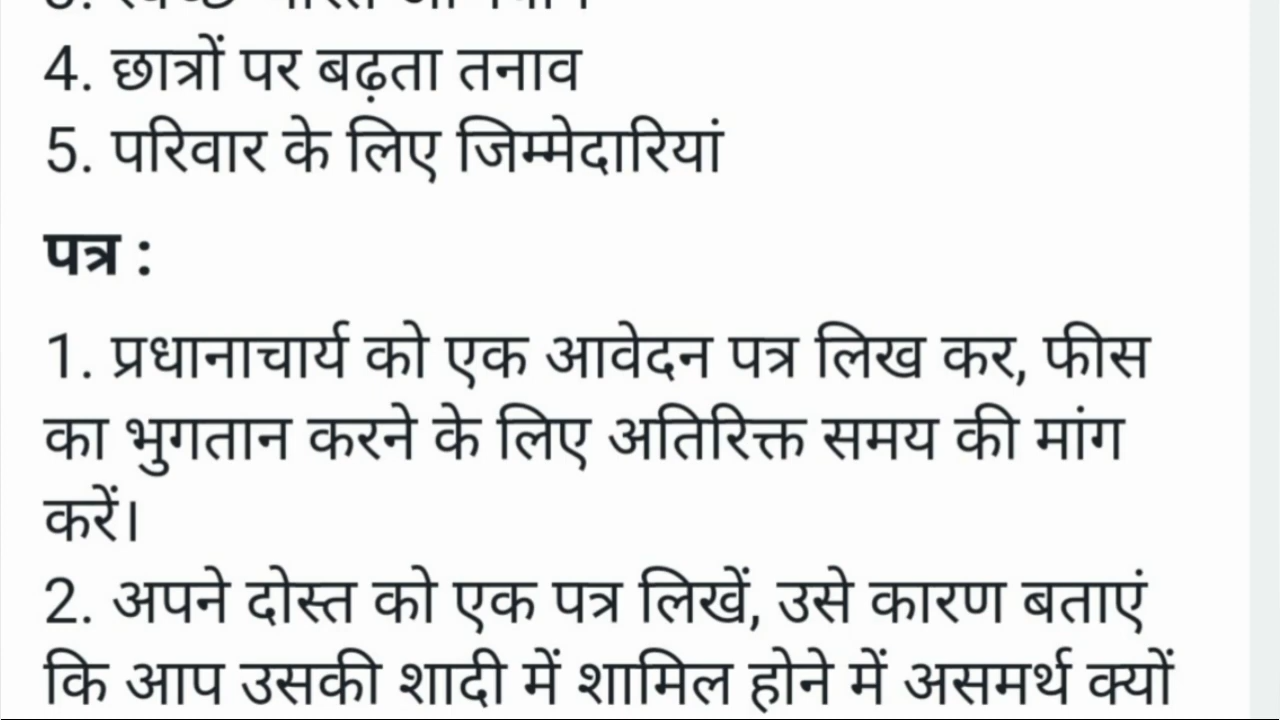 4. छात्रों पर बढ़ता तनाव
5. परिवार के लिए जिम्मेदारियां
पत्र :
1. प्रधानाचार्य को एक आवेदन पत्र लिख कर, फीस
का भुगतान करने के लिए अतिरिक्त समय की मांग
करें।
2. अपने दोस्त को एक पत्र लिखें, उसे कारण बताएं
कि आप उसकी शादी में शामिल होने में असमर्थ क्यों